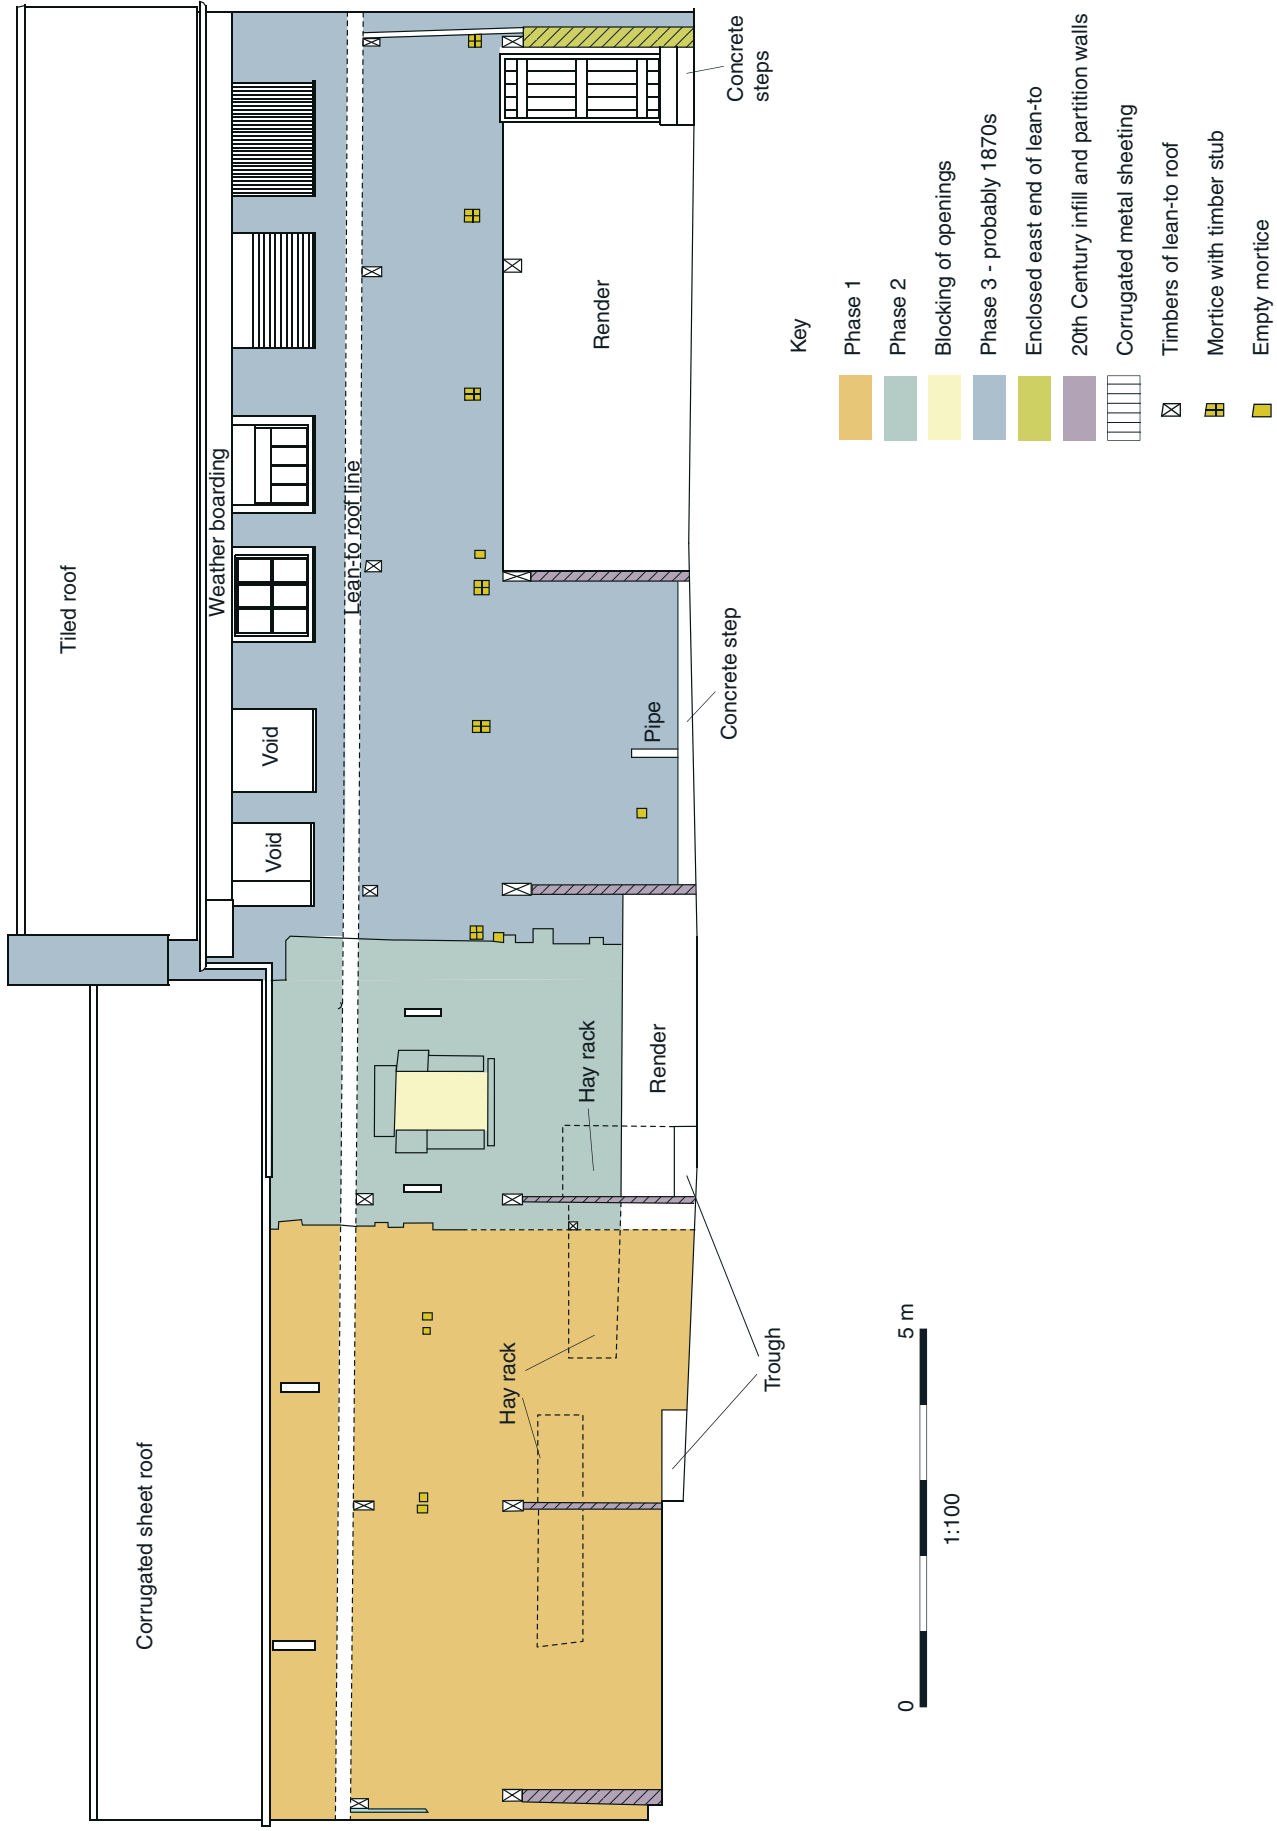 Tiled roof
Corrugated sheet roof
Weather boarding
Lean-to roof line
Void
Void
Render
Pipe
Hay rack
Render
Hay rack
Concrete
steps
Concrete step
Trough
Key
Phase 1
Phase 2
Blocking of openings
Phase 3 - probably 1870s
Enclosed east end of lean-to
20th Century infill and partition walls
Corrugated metal sheeting
Timbers of lean-to roof
Mortice with timber stub
Empty mortice
0
5 m
1:100